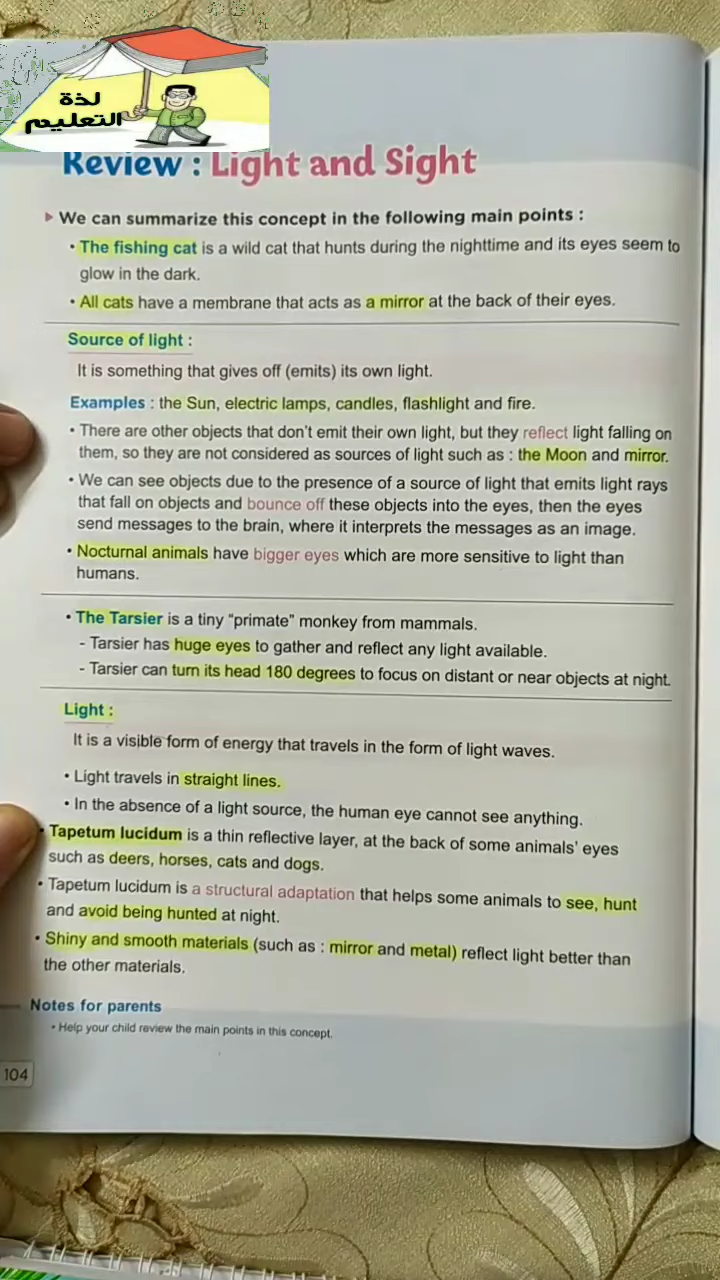 لذة
التعليم
Review : Light and Sight
We can summarize this concept in the following main points :
• The fishing cat is a wild cat that hunts during the nighttime and its eyes seem to
glow in the dark.
• All cats have a membrane that acts as a mirror at the back of their eyes.
Source of light :
It is something that gives off (emits) its own light.
Examples : the Sun, electric lamps, candles, flashlight and fire.
• There are other objects that don't emit their own light, but they reflect light falling on
them, so they are not considered as sources of light such as : the Moon and mirror.
• We can see objects due to the presence of a source of light that emits light rays
that fall on objects and bounce off these objects into the eyes, then the eyes
send messages to the brain, where it interprets the messages as an image.
• Nocturnal animals have bigger eyes which are more sensitive to light than
humans.
• The Tarsier is a tiny “primate” monkey from mammals.
- Tarsier has huge eyes to gather and reflect any light available.
- Tarsier can turn its head 180 degrees to focus on distant or near objects at night.
Light :
It is a visible form of energy that travels in the form of light waves.
• Light travels in straight lines.
• In the absence of a light source, the human eye cannot see anything.
• Tapetum lucidum is a thin reflective layer, at the back of some animals' eyes
such as deers, horses, cats and dogs.
• Tapetum lucidum is a structural adaptation that helps some animals to see, hunt
and avoid being hunted at night.
• Shiny and smooth materials (such as : mirror and metal) reflect light better than
the other materials.
Notes for parents
• Help your child review the main points in this concept.
104